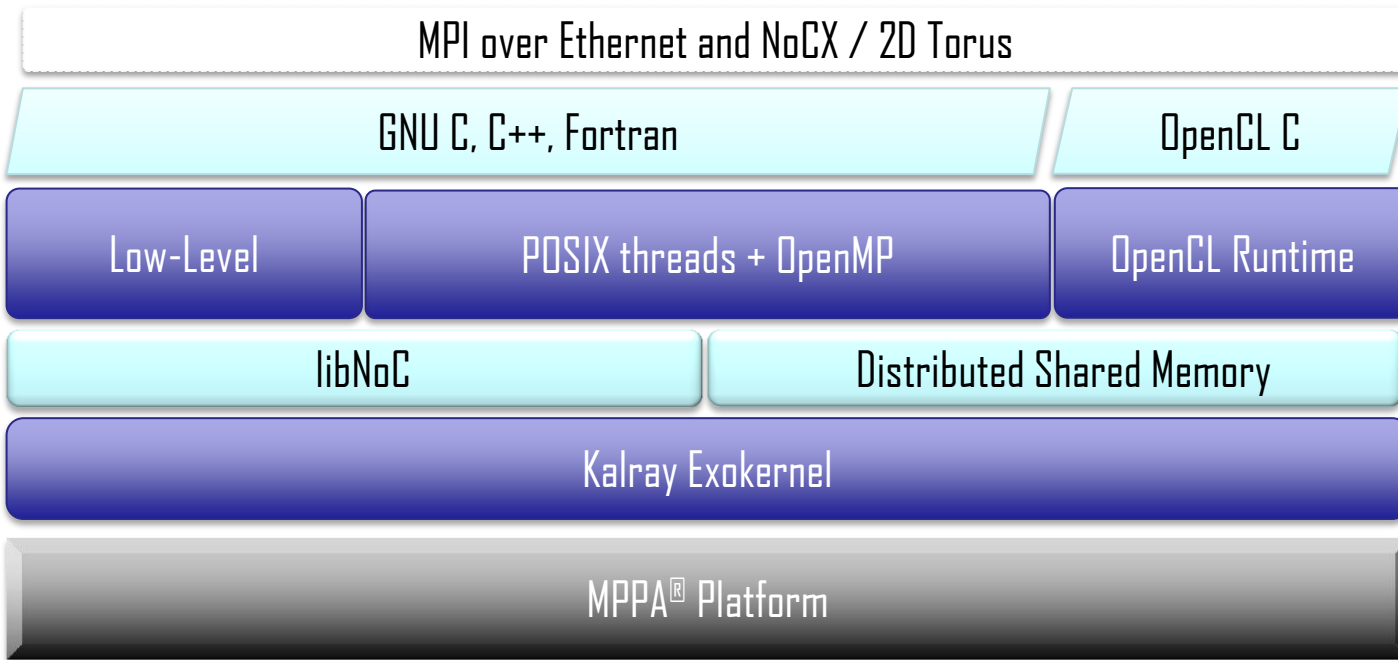 MPI over Ethernet and NoCX / 2D Torus
GNU C, C++, Fortran
OpenCL C
Low-Level
POSIX threads + OpenMP
OpenCL Runtime
libNoC
Distributed Shared Memory
Kalray Exokernel
MPPA® Platform